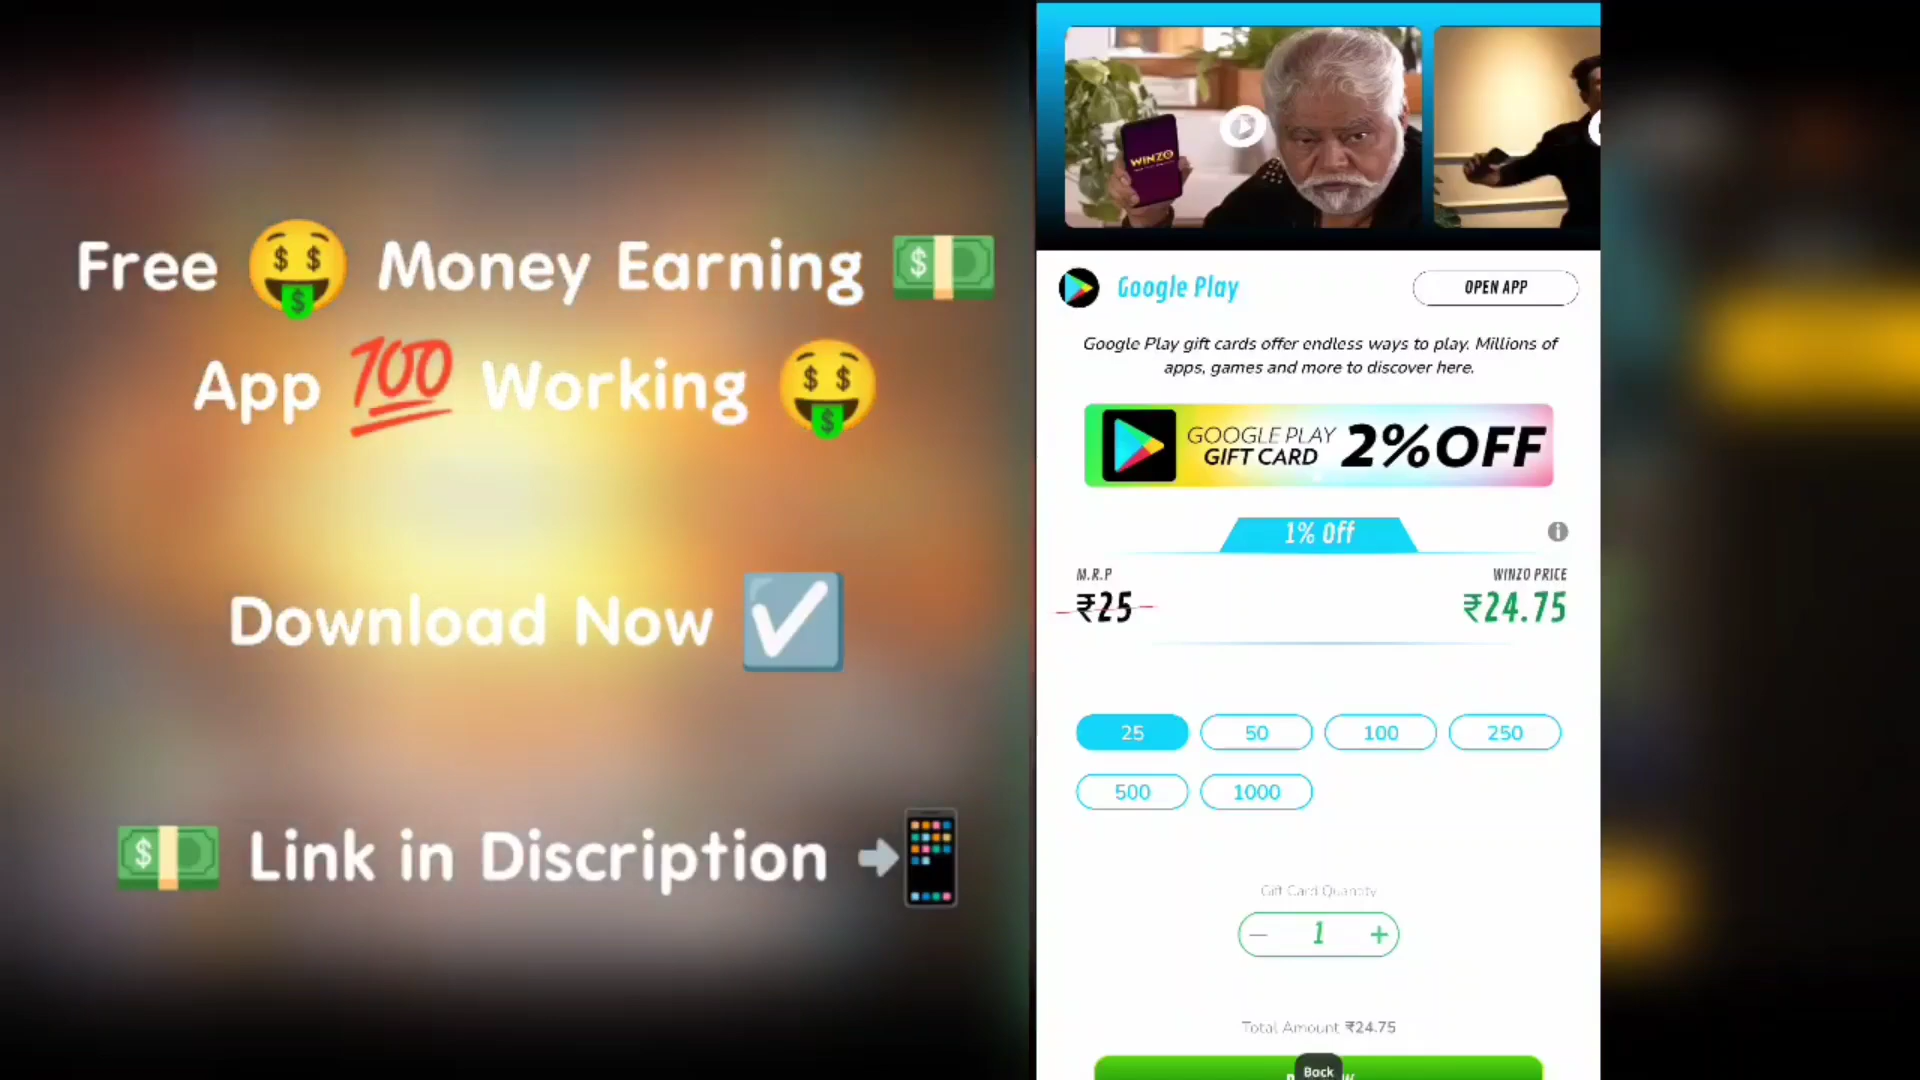 Free 🤑 Money Earning 💵
App 💯 Working 🤑
Download Now ☑️
💵 Link in Discription 📲
WINZO
Google Play
OPEN APP
Google Play gift cards offer endless ways to play. Millions of
apps, games and more to discover here.
GOOGLE PLAY
GIFT CARD
2%OFF
1% Off
M.R.P
WINZO PRICE
₹25
₹24.75
25
50
100
250
500
1000
Gift Card Quantity
1
Total Amount ₹24.75
Back